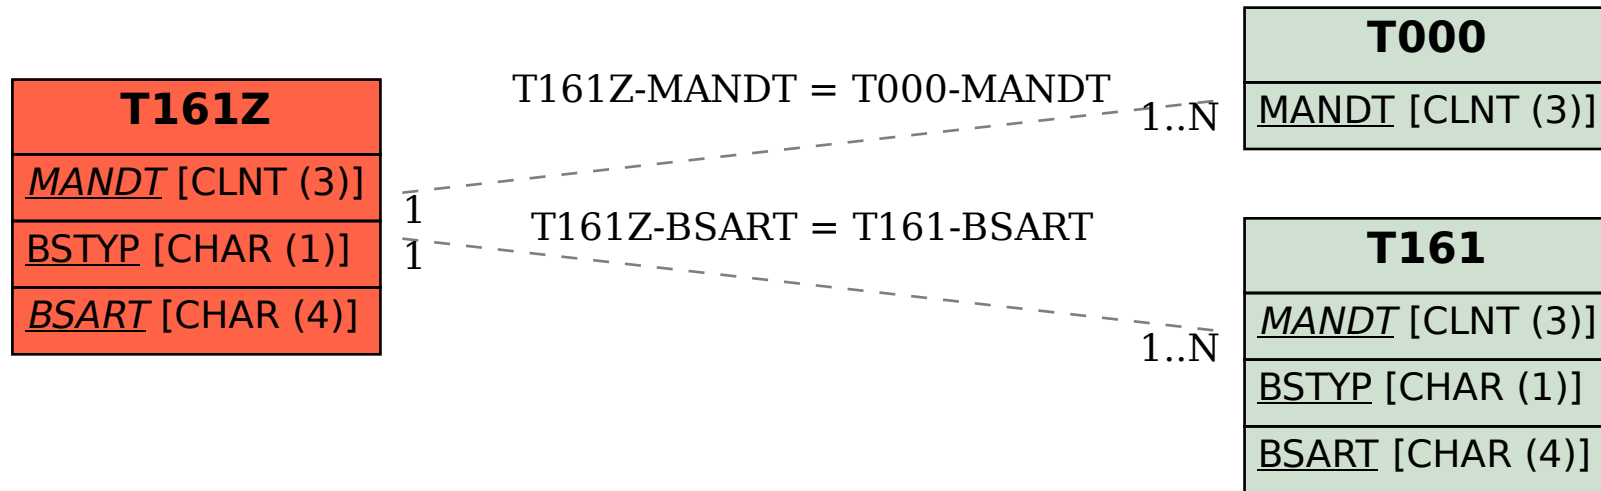 T161Z
MANDT [CLNT (3)]
BSTYP [CHAR (1)]
BSART [CHAR (4)]
T161Z-MANDT = T000-MANDT
1
1..N
T161Z-BSART = T161-BSART
1
1..N
T000
MANDT [CLNT (3)]
T161
MANDT [CLNT (3)]
BSTYP [CHAR (1)]
BSART [CHAR (4)]